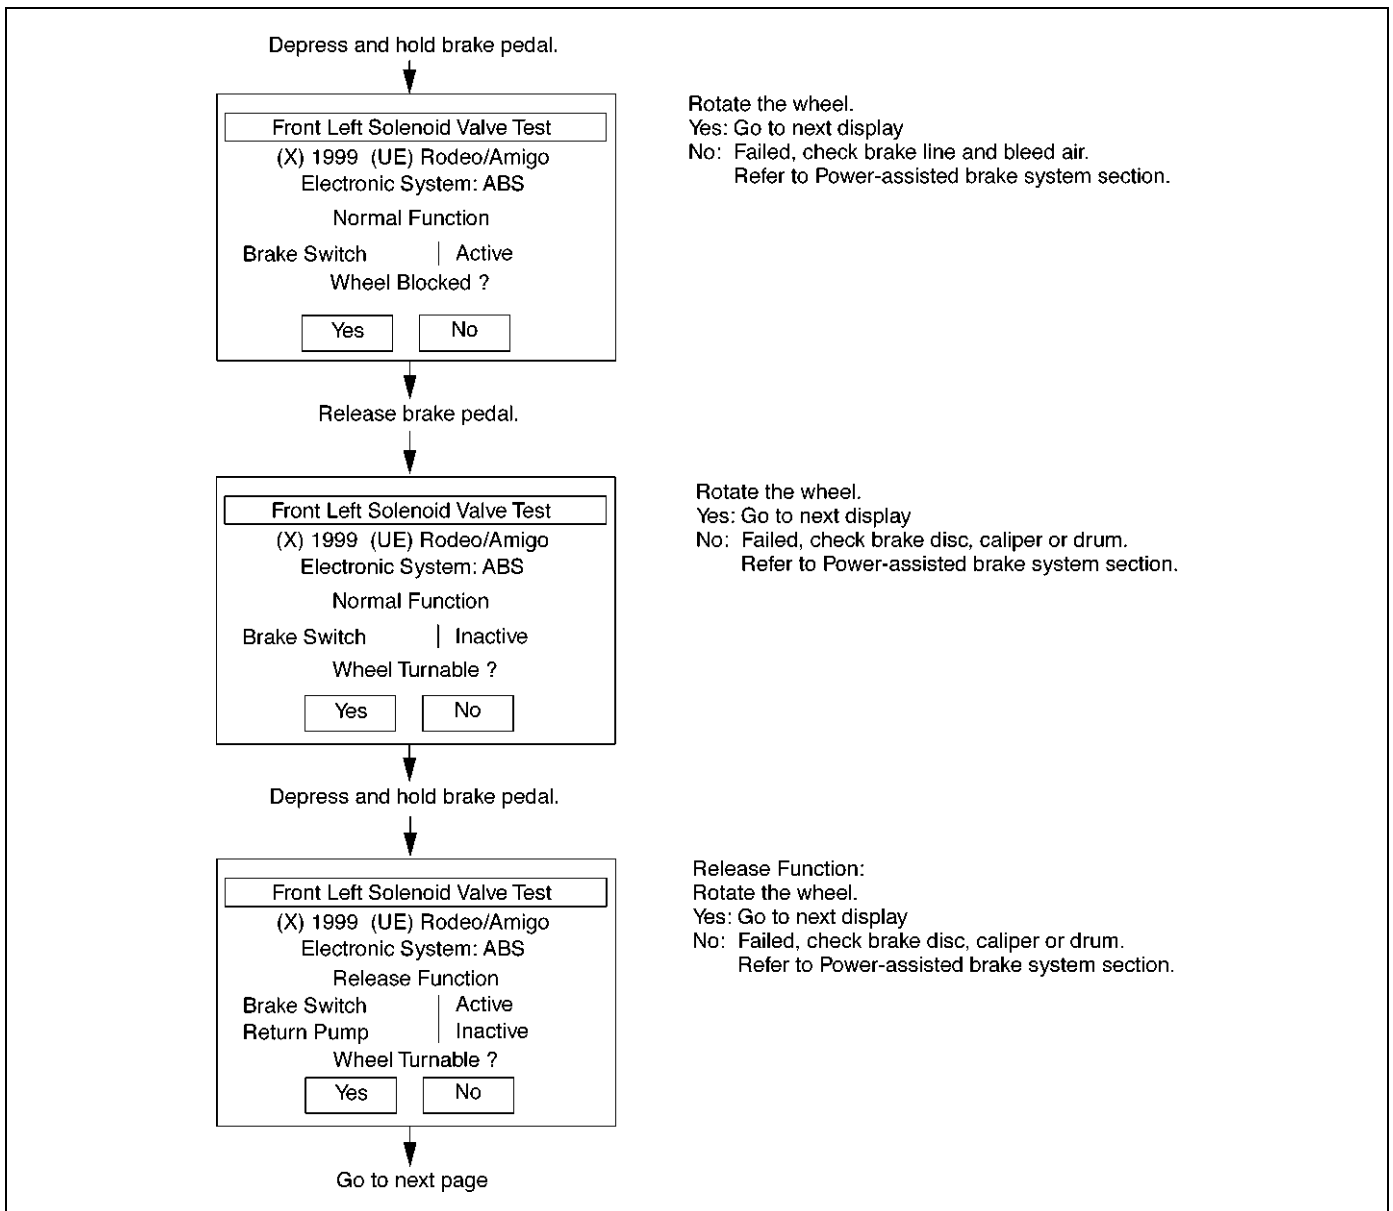 Depress and hold brake pedal.
Front Left Solenoid Valve Test
(X) 1999 (UE) Rodeo/Amigo
Electronic System: ABS
Normal Function
Brake Switch | Active
Wheel Blocked ?
Yes No
Rotate the wheel.
Yes: Go to next display
No: Failed, check brake line and bleed air.
Refer to Power-assisted brake system section.
Release brake pedal.
Front Left Solenoid Valve Test
(X) 1999 (UE) Rodeo/Amigo
Electronic System: ABS
Normal Function
Brake Switch | Inactive
Wheel Turnable ?
Yes No
Rotate the wheel.
Yes: Go to next display
No: Failed, check brake disc, caliper or drum.
Refer to Power-assisted brake system section.
Depress and hold brake pedal.
Front Left Solenoid Valve Test
(X) 1999 (UE) Rodeo/Amigo
Electronic System: ABS
Release Function
Brake Switch | Active
Return Pump | Inactive
Wheel Turnable ?
Yes No
Release Function:
Rotate the wheel.
Yes: Go to next display
No: Failed, check brake disc, caliper or drum.
Refer to Power-assisted brake system section.
Go to next page